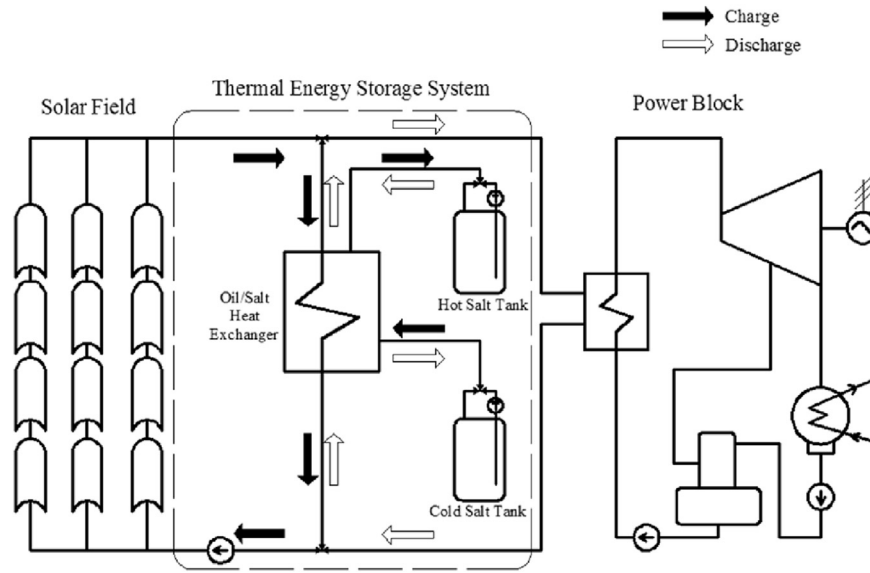 Charge
Discharge
Thermal Energy Storage System
Solar Field
Power Block
Oil/Salt
Heat
Exchanger
Hot Salt Tank
Cold Salt Tank